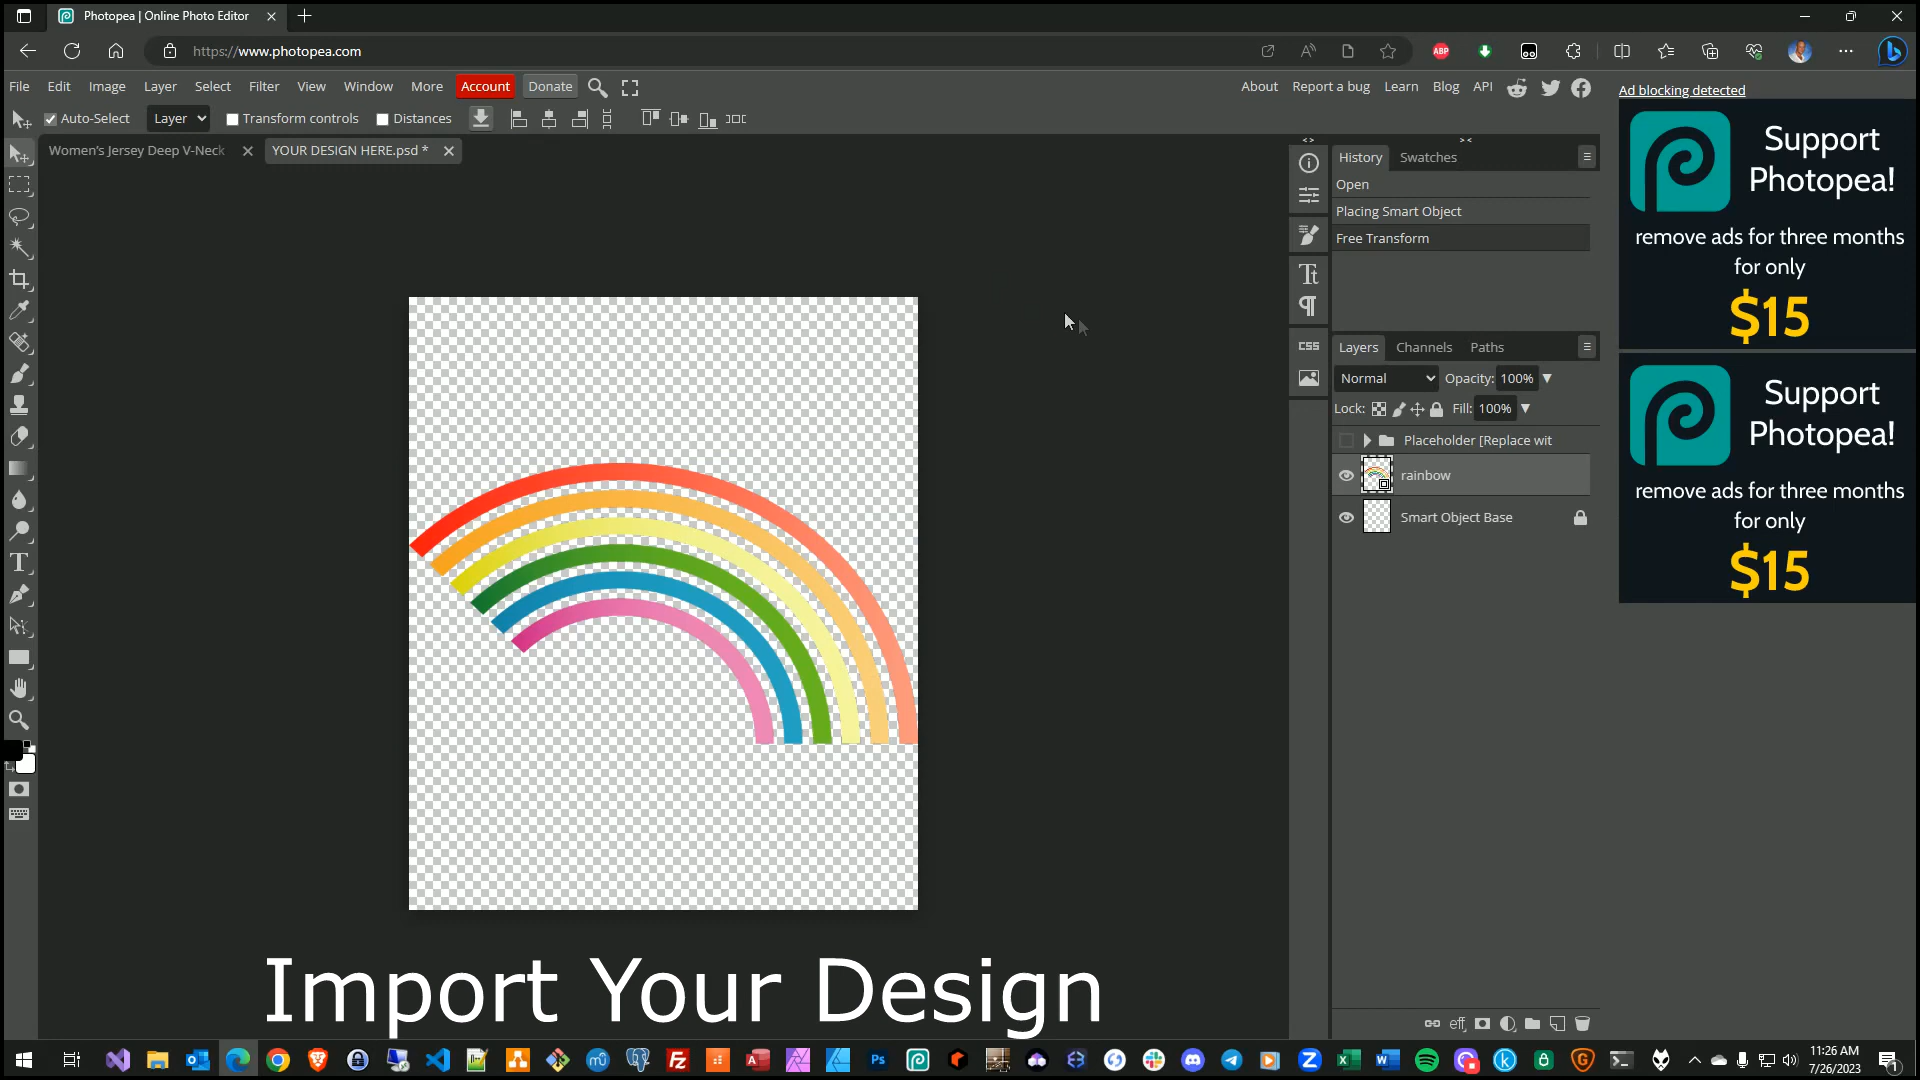 Photopea | Online Photo Editor
https://www.photopea.com
ABP
File Edit Image Layer Select Filter View Window More Account Donate
About Report a bug Learn Blog API
Ad blocking detected
Auto-Select Layer Transform controls Distances
Women's Jersey Deep V-Neck
YOUR DESIGN HERE.psd *
History Swatches
Open
Placing Smart Object
Free Transform
CSS
Layers Channels Paths
Normal Opacity: 100%
Lock: Fill: 100%
Placeholder [Replace wit
rainbow
Smart Object Base
eff
Support
Photopea!
remove ads for three months
for only
$15
Support
Photopea!
remove ads for three months
for only
$15
Import Your Design
11:26 AM
7/26/2023